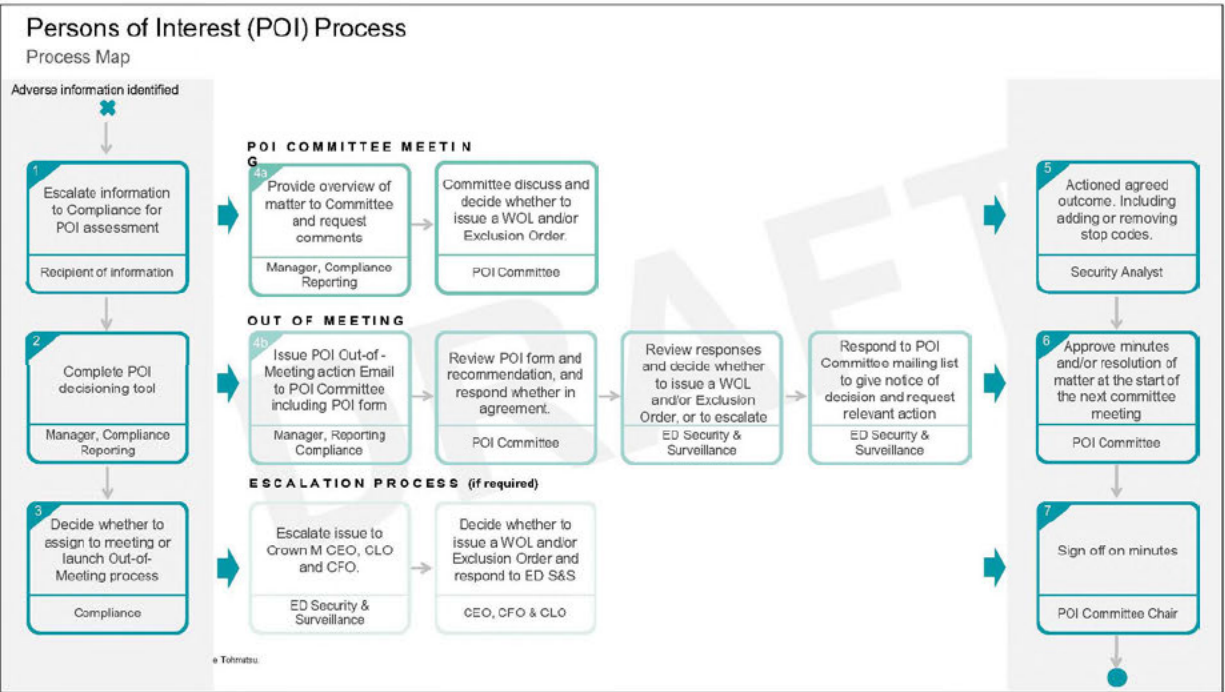 Persons of Interest (POI) Process
Process Map
Adverse information identified
1
Escalate information
to Compliance for
POI assessment
Recipient of information
2
Complete POI
decisioning tool
Manager, Compliance
Reporting
3
Decide whether to
assign to meeting or
launch Out-of-
Meeting process
Compliance
POI COMMITTEE MEETIN
G
4a
Provide overview of
matter to Committee
and request
comments
Manager, Compliance
Reporting
Committee discuss and
decide whether to
issue a WOL and/or
Exclusion Order.
POI Committee
OUT OF MEETING
4b
Issue POI Out-of-
Meeting action Email
to POI Committee
including POI form
Manager, Reporting
Compliance
Review POI form and
recommendation, and
respond whether in
agreement.
POI Committee
Review responses
and decide whether
to issue a WOL
and/or Exclusion
Order, or to escalate
ED Security &
Surveillance
Respond to POI
Committee mailing list
to give notice of
decision and request
relevant action
ED Security &
Surveillance
ESCALATION PROCESS (if required)
Escalate issue to
Crown M CEO, CLO
and CFO.
ED Security &
Surveillance
Decide whether to
issue a WOL and/or
Exclusion Order and
respond to ED S&S
CEO, CFO & CLO
5
Actioned agreed
outcome. Including
adding or removing
stop codes.
Security Analyst
6
Approve minutes
and/or resolution of
matter at the start of
the next committee
meeting
POI Committee
7
Sign off on minutes
POI Committee Chair
e Tohmatsu.
DRAFT